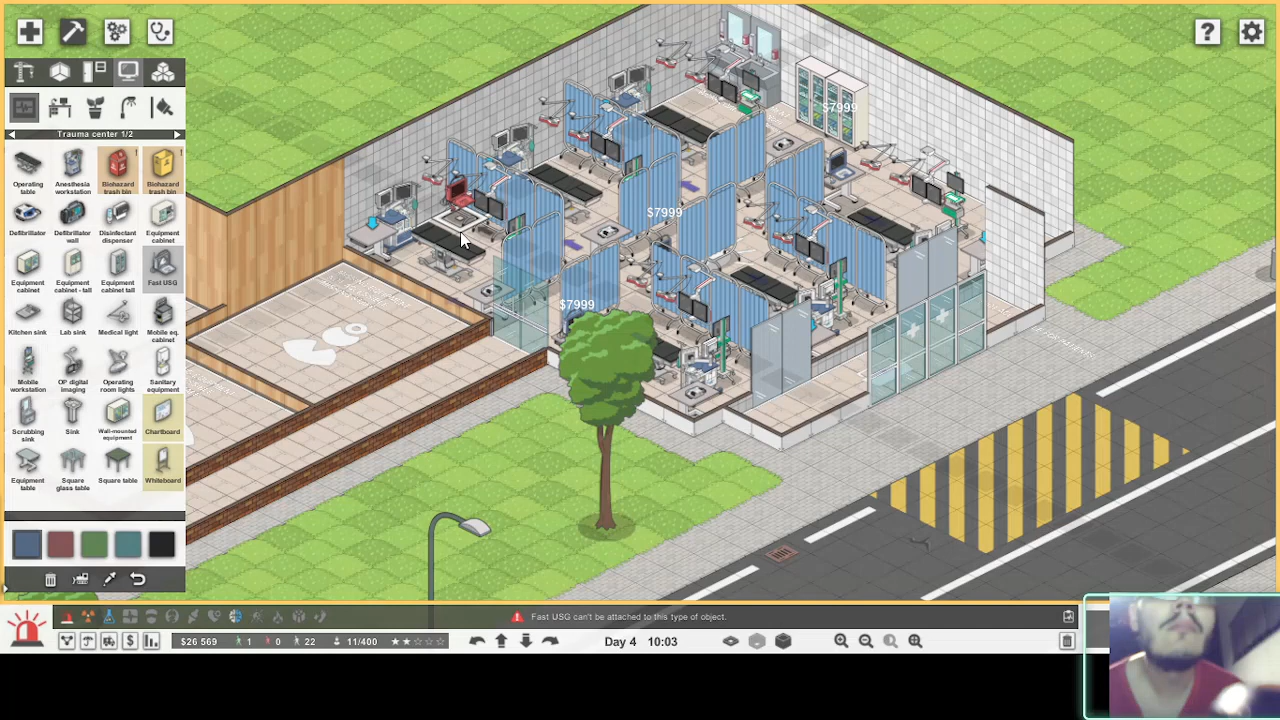 ?
Trauma center 1/2
Operating table
Anesthesia workstation
Biohazard trash bin
Biohazard trash bin
Defibrillator
Defibrillator wall
Disinfectant dispenser
Equipment cabinet
Equipment cabinet
Equipment cabinet - tall
Equipment cabinet tall
Fast USG
Kitchen sink
Lab sink
Medical light
Mobile eq. cabinet
Mobile workstation
OP digital imaging
Operating room lights
Sanitary equipment
Scrubbing sink
Sink
Wall-mounted equipment
Chartboard
Equipment table
Square glass table
Square table
Whiteboard
$7999
$7999
$7999
Fast USG can't be attached to this type of object.
$26 569
1
0
22
11/400
Day 4 10:03